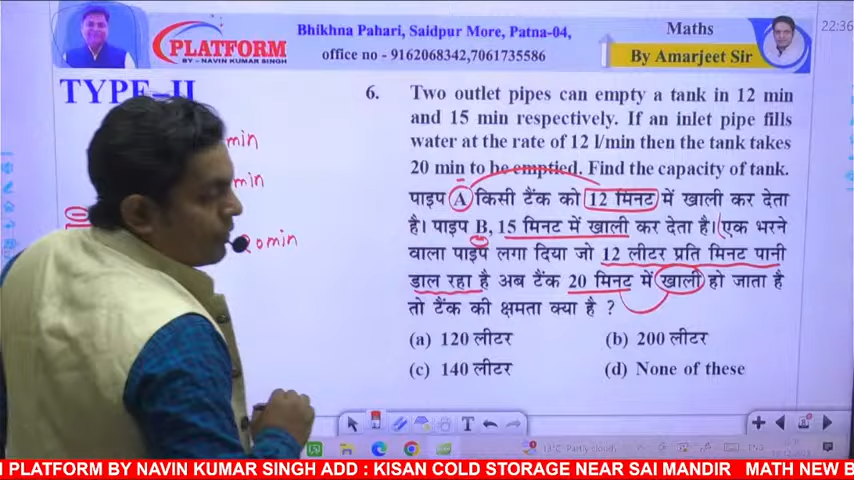 Bhikhna Pahari, Saidpur More, Patna-04,
office no - 9162068342,7061735586
PLATFORM
BY - NAVIN KUMAR SINGH
Maths
By Amarjeet Sir
22:36
TYPE-II
min
min
0 min
6. Two outlet pipes can empty a tank in 12 min
and 15 min respectively. If an inlet pipe fills
water at the rate of 12 l/min then the tank takes
20 min to be emptied. Find the capacity of tank.
पाइप A किसी टैंक को 12 मिनट में खाली कर देता
है। पाइप B, 15 मिनट में खाली कर देता है। एक भरने
वाला पाइप लगा दिया जो 12 लीटर प्रति मिनट पानी
डाल रहा है अब टैंक 20 मिनट में खाली हो जाता है
तो टैंक की क्षमता क्या है ?
(a) 120 लीटर (b) 200 लीटर
(c) 140 लीटर (d) None of these
13°C Partly cloudy
PLATFORM BY NAVIN KUMAR SINGH ADD : KISAN COLD STORAGE NEAR SAI MANDIR MATH NEW B